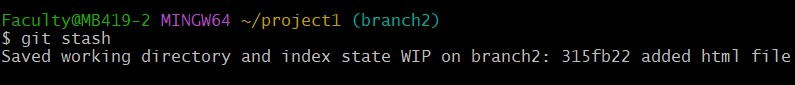 Faculty@MB419-2 MINGW64 ~/project1 (branch2)
$ git stash
Saved working directory and index state WIP on branch2: 315fb22 added html file